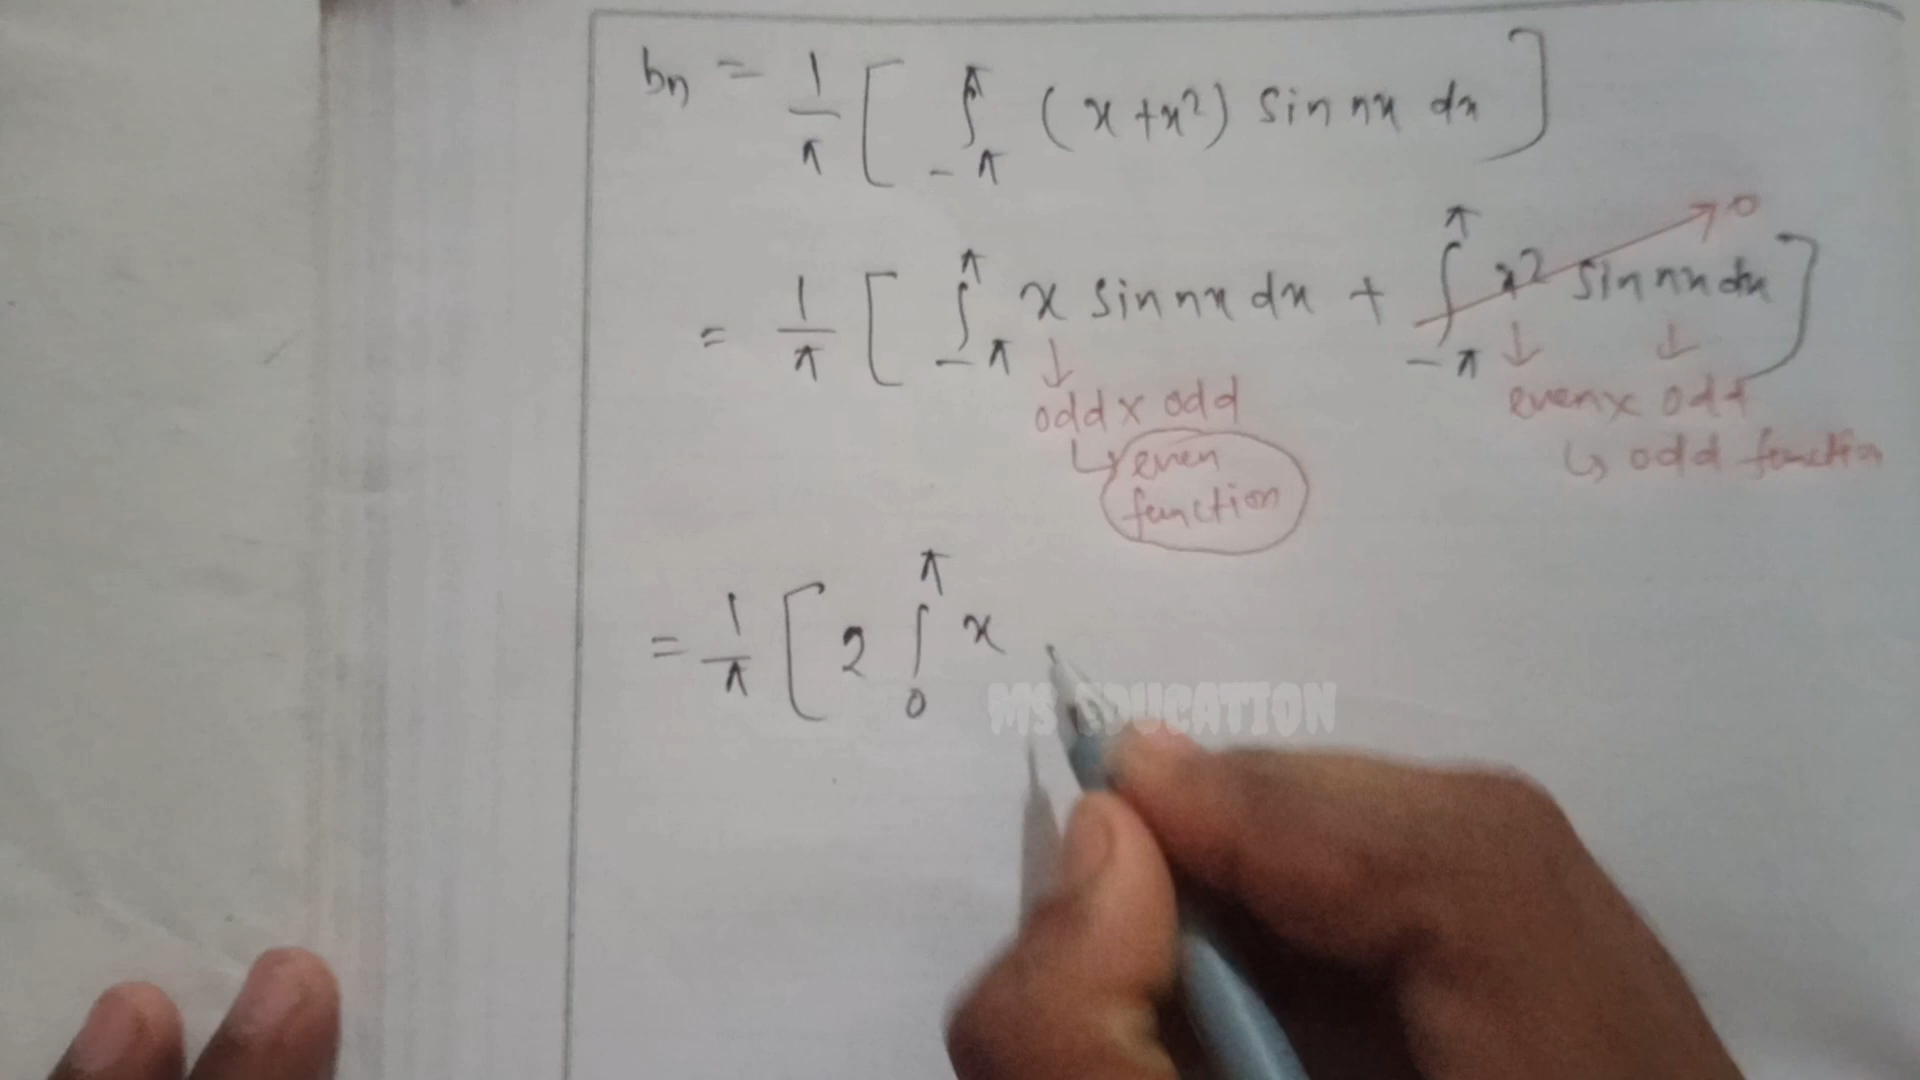 bn = 1/π [ ∫_{-π}^{π} (x + x²) sin nx dx ]
= 1/π [ ∫_{-π}^{π} x sin nx dx + ∫_{-π}^{π} x² sin nx dx ] → 0
↓ ↓ ↓
odd x odd even x odd
↳ even function ↳ odd function
= 1/π [ 2 ∫_{0}^{π} x
MS EDUCATION